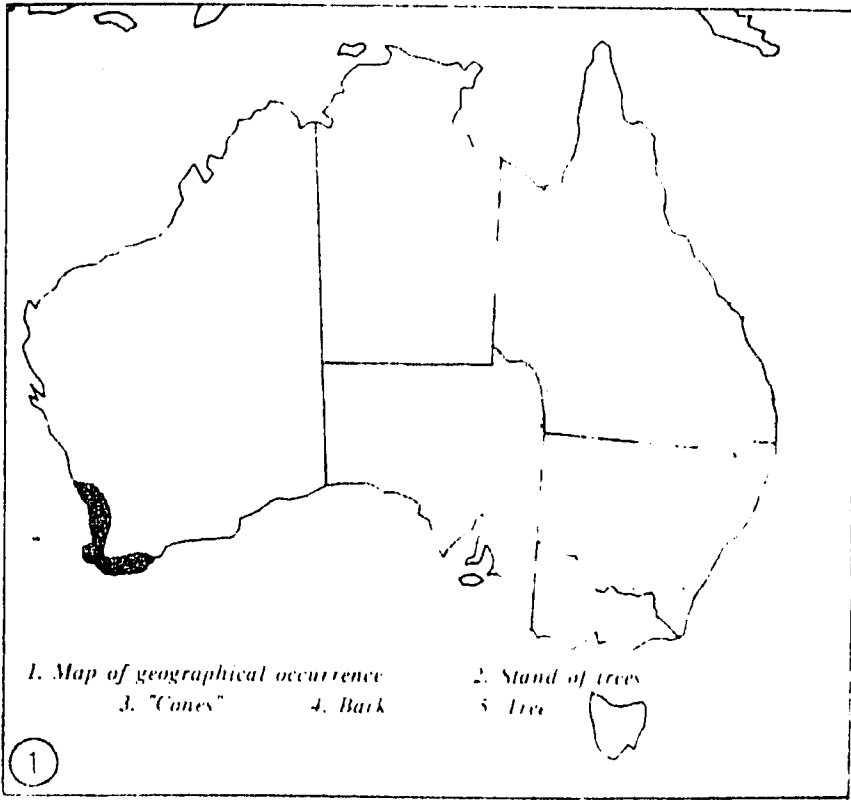 1. Map of geographical occurrence 2. Stand of trees
3. "Cones" 4. Bark 5. Tree
1